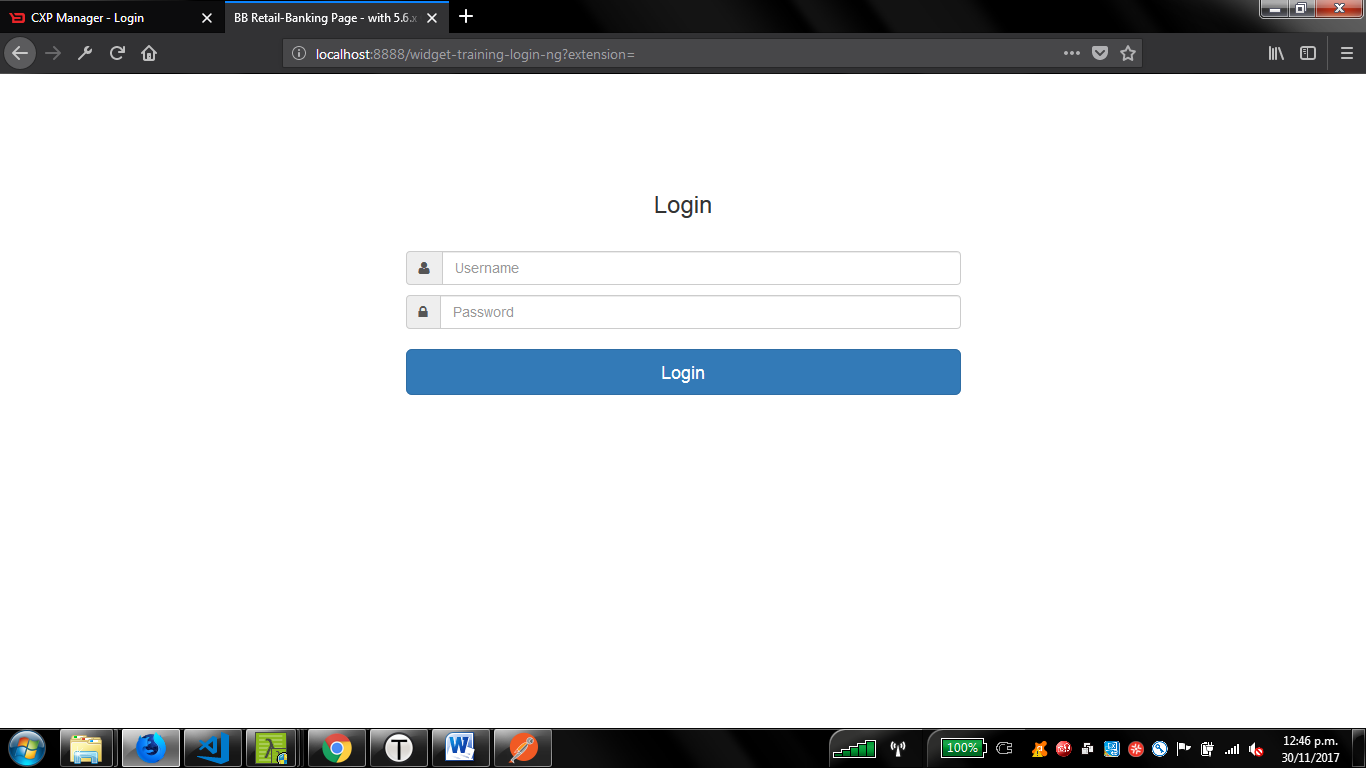 CXP Manager - Login
BB Retail-Banking Page - with 5.6.x
localhost:8888/widget-training-login-ng?extension=
Login
Username
Password
Login
100%
12:46 p.m.
30/11/2017